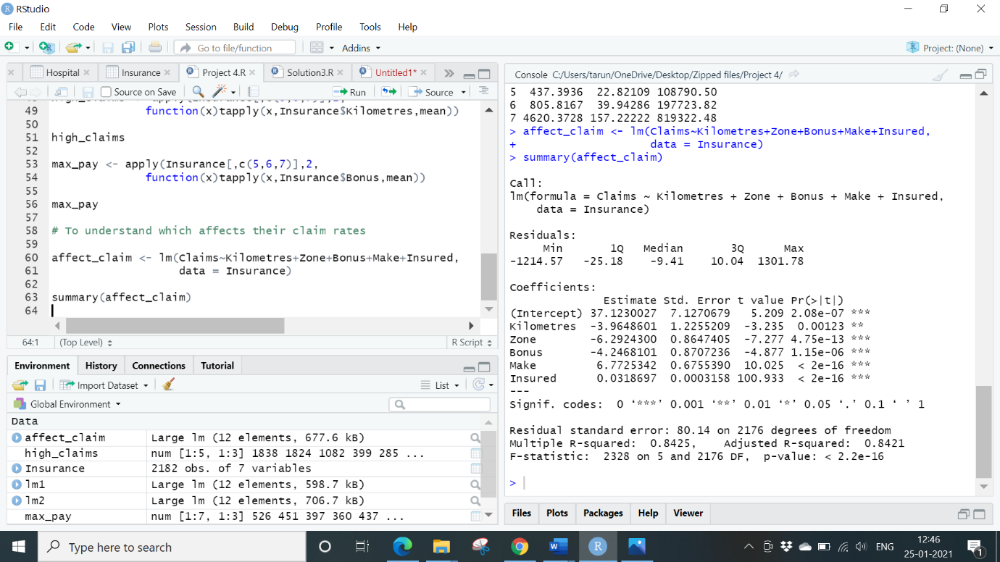 RStudio
File Edit Code View Plots Session Build Debug Profile Tools Help
Go to file/function Addins Project: (None)
Hospital Insurance Project 4.R Solution3.R Untitled1*
Source on Save Run Source
49 function(x)tapply(x,Insurance$Kilometres,mean))
50
51 high_claims
52
53 max_pay <- apply(Insurance[,c(5,6,7)],2,
54 function(x)tapply(x,Insurance$Bonus,mean))
55
56 max_pay
57
58 # To understand which affects their claim rates
59
60 affect_claim <- lm(Claims~Kilometres+Zone+Bonus+Make+Insured,
61 data = Insurance)
62
63 summary(affect_claim)
64
64:1 (Top Level) R Script
Environment History Connections Tutorial
Import Dataset List
Global Environment
Data
affect_claim Large lm (12 elements, 677.6 kB)
high_claims num [1:5, 1:3] 1838 1824 1082 399 285 ...
Insurance 2182 obs. of 7 variables
lm1 Large lm (12 elements, 598.7 kB)
lm2 Large lm (12 elements, 706.7 kB)
max_pay num [1:7, 1:3] 526 451 397 360 437 ...
Console C:/Users/tarun/OneDrive/Desktop/Zipped files/Project 4/
5 437.3936 22.82109 108790.50
6 805.8167 39.94286 197723.82
7 4620.3728 157.22222 819322.48
> affect_claim <- lm(Claims~Kilometres+Zone+Bonus+Make+Insured,
+ data = Insurance)
> summary(affect_claim)
Call:
lm(formula = Claims ~ Kilometres + Zone + Bonus + Make + Insured,
data = Insurance)
Residuals:
Min 1Q Median 3Q Max
-1214.57 -25.18 -9.41 10.04 1301.78
Coefficients:
Estimate Std. Error t value Pr(>|t|)
(Intercept) 37.1230027 7.1270679 5.209 2.08e-07 ***
Kilometres -3.9648601 1.2255209 -3.235 0.00123 **
Zone -6.2924300 0.8647405 -7.277 4.75e-13 ***
Bonus -4.2468101 0.8707236 -4.877 1.15e-06 ***
Make 6.7725342 0.6755390 10.025 < 2e-16 ***
Insured 0.0318697 0.0003158 100.933 < 2e-16 ***
---
Signif. codes: 0 ‘***’ 0.001 ‘**’ 0.01 ‘*’ 0.05 ‘.’ 0.1 ‘ ’ 1
Residual standard error: 80.14 on 2176 degrees of freedom
Multiple R-squared: 0.8425, Adjusted R-squared: 0.8421
F-statistic: 2328 on 5 and 2176 DF, p-value: < 2.2e-16
>
Files Plots Packages Help Viewer
Type here to search
ENG
12:46
25-01-2021
1